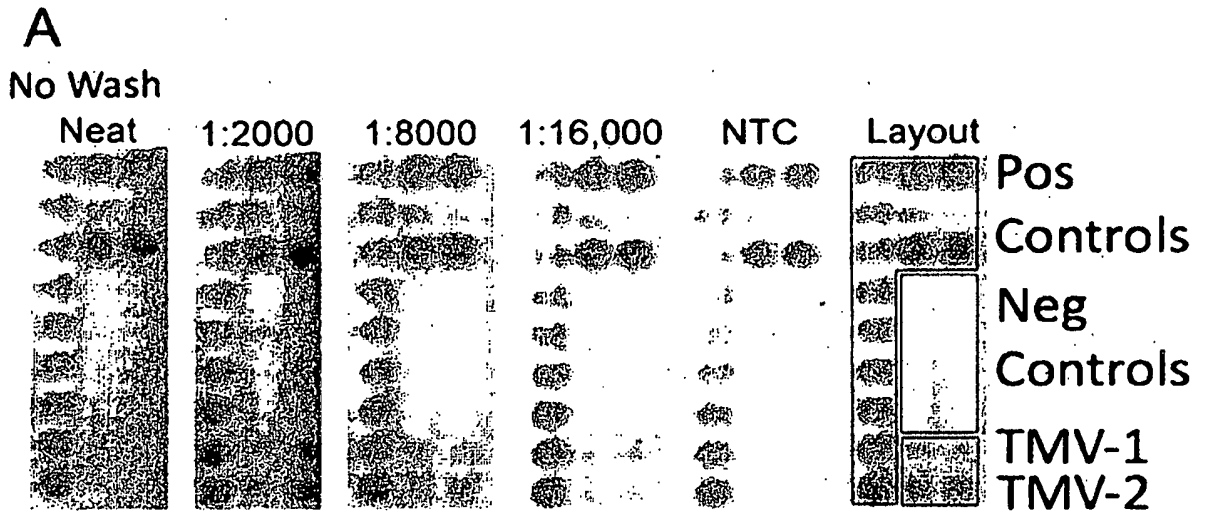 A
No Wash
Neat 1:2000 1:8000 1:16,000 NTC Layout
Pos
Controls
Neg
Controls
TMV-1
TMV-2